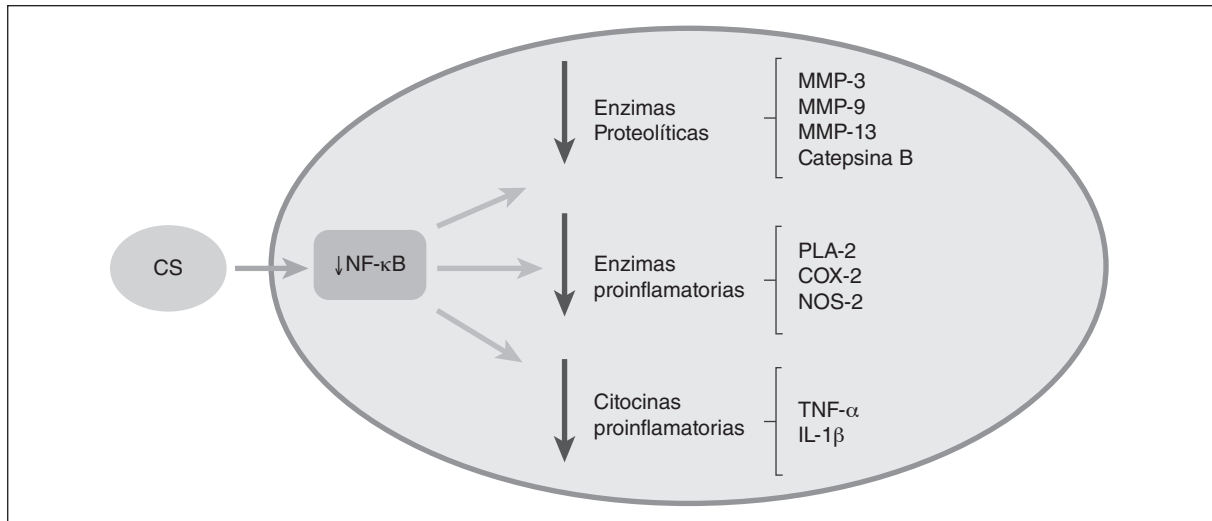 CS
↓NF-κB
Enzimas
Proteolíticas
MMP-3
MMP-9
MMP-13
Catepsina B
Enzimas
proinflamatorias
PLA-2
COX-2
NOS-2
Citocinas
proinflamatorias
TNF-α
IL-1β